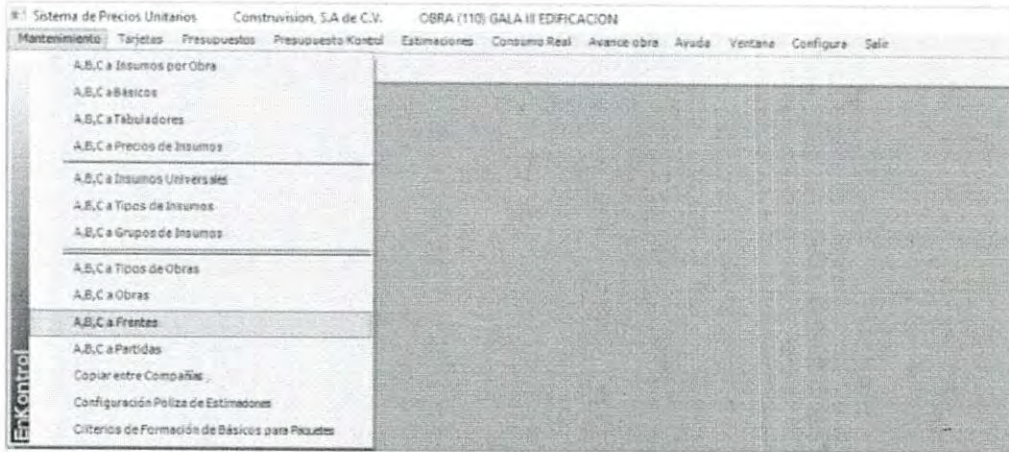 Sistema de Precios Unitarios Construvision, S.A de C.V. OBRA (110) GALA III EDIFICACION
Mantenimiento Tarjetas Presupuestos Presupuesto Kontrol Estimaciones Consumo Real Avance obra Ayuda Ventana Configura Salir
A,B,C a Insumos por Obra
A,B,C a Básicos
A,B,C a Tabuladores
A,B,C a Precios de Insumos
A,B,C a Insumos Universales
A,B,C a Tipos de Insumos
A,B,C a Grupos de Insumos
A,B,C a Tipos de Obras
A,B,C a Obras
A,B,C a Frentes
A,B,C a Partidas
Copiar entre Compañias
Configuración Poliza de Estimadones
Criterios de Formación de Básicos para Paquetes
EnKontrol